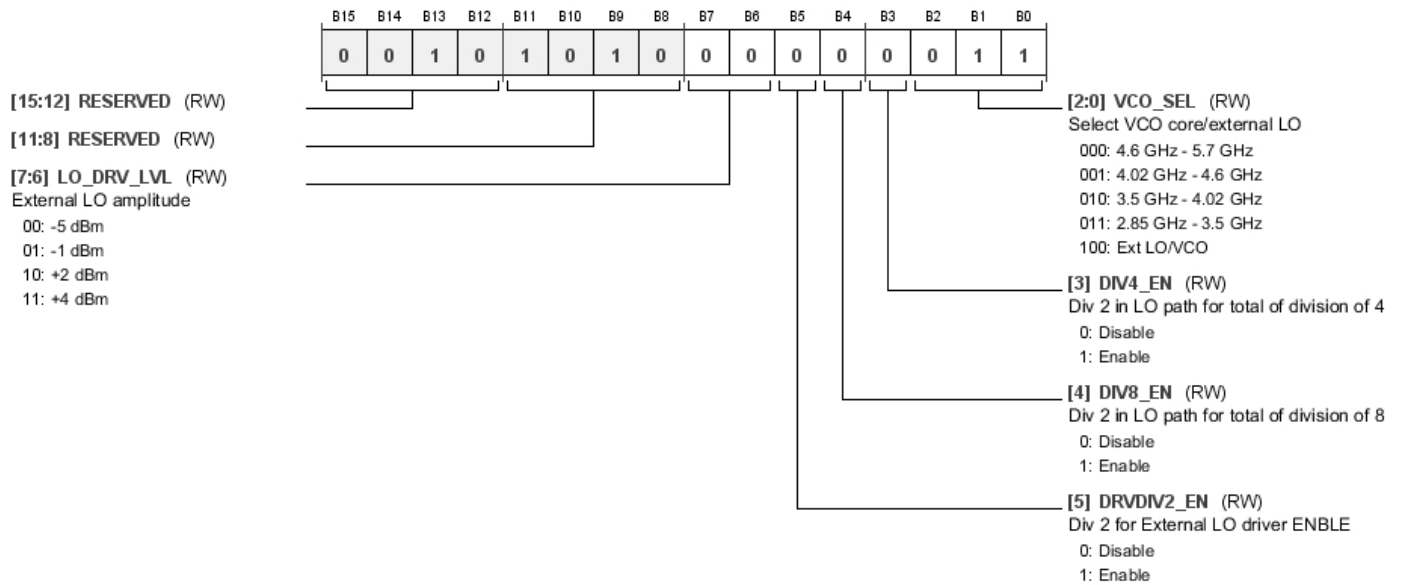 B15 B14 B13 B12 B11 B10 B9 B8 B7 B6 B5 B4 B3 B2 B1 B0
0 0 1 0 1 0 1 0 0 0 0 0 0 0 1 1
[15:12] RESERVED (RW)
[11:8] RESERVED (RW)
[7:6] LO_DRV_LVL (RW)
External LO amplitude
00: -5 dBm
01: -1 dBm
10: +2 dBm
11: +4 dBm
[2:0] VCO_SEL (RW)
Select VCO core/external LO
000: 4.6 GHz - 5.7 GHz
001: 4.02 GHz - 4.6 GHz
010: 3.5 GHz - 4.02 GHz
011: 2.85 GHz - 3.5 GHz
100: Ext LO/VCO
[3] DIV4_EN (RW)
Div 2 in LO path for total of division of 4
0: Disable
1: Enable
[4] DIV8_EN (RW)
Div 2 in LO path for total of division of 8
0: Disable
1: Enable
[5] DRVDIV2_EN (RW)
Div 2 for External LO driver ENBLE
0: Disable
1: Enable